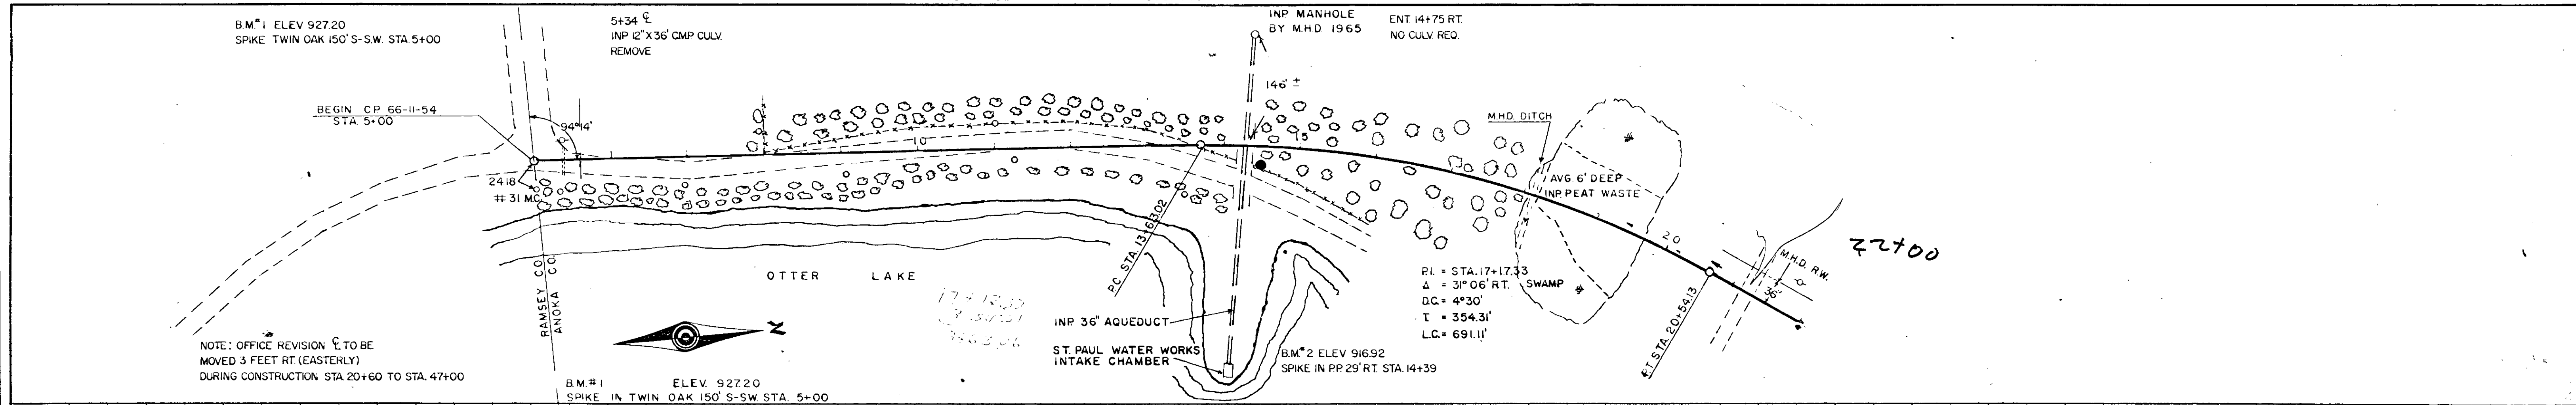 B.M.#1 ELEV 927.20
SPIKE TWIN OAK 150' S-S.W. STA. 5+00
5+34 ℄
INP 12"X36' CMP CULV.
REMOVE
INP MANHOLE
BY M.H.D. 1965
ENT. 14+75 RT.
NO CULV. REQ.
146' ±
BEGIN C.P. 66-11-54
STA. 5+00
94°14'
10
15
M.H.D. DITCH
24.18
#31 M.C.
AVG. 6' DEEP
INP. PEAT WASTE
P.C. STA. 13+63.02
20
22+00
M.H.D. R.W.
36'
RAMSEY CO.
ANOKA CO.
OTTER LAKE
P.I. = STA. 17+17.33
Δ = 31°06' RT.
D.C. = 4°30'
T = 354.31'
L.C. = 691.11'
SWAMP
P.T. STA. 20+54.13
INP. 36" AQUEDUCT
ST. PAUL WATER WORKS
INTAKE CHAMBER
Z
NOTE: OFFICE REVISION ℄ TO BE
MOVED 3 FEET RT. (EASTERLY)
DURING CONSTRUCTION STA. 20+60 TO STA. 47+00
B.M.#2 ELEV 916.92
SPIKE IN P.P. 29' RT. STA. 14+39
B.M.#1 ELEV. 927.20
SPIKE IN TWIN OAK 150' S-SW. STA. 5+00